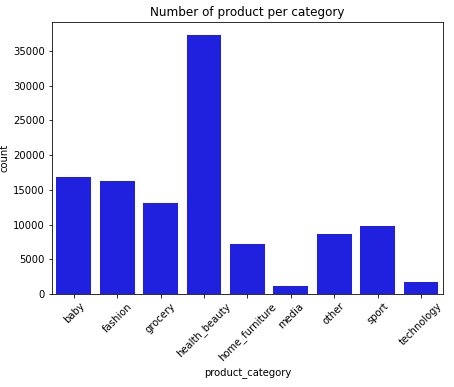 Number of product per category
count
35000
30000
25000
20000
15000
10000
5000
0
baby
fashion
grocery
health_beauty
home_furniture
media
other
sport
technology
product_category